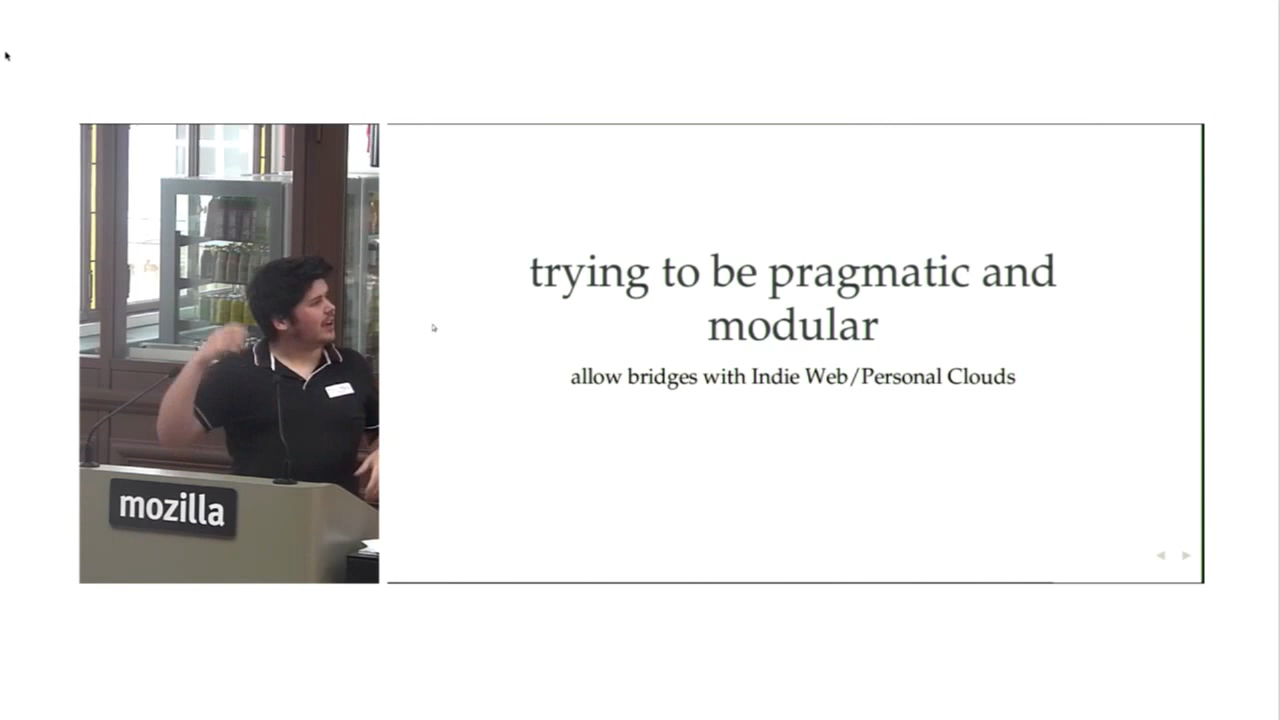 trying to be pragmatic and
modular
allow bridges with Indie Web/Personal Clouds
mozilla